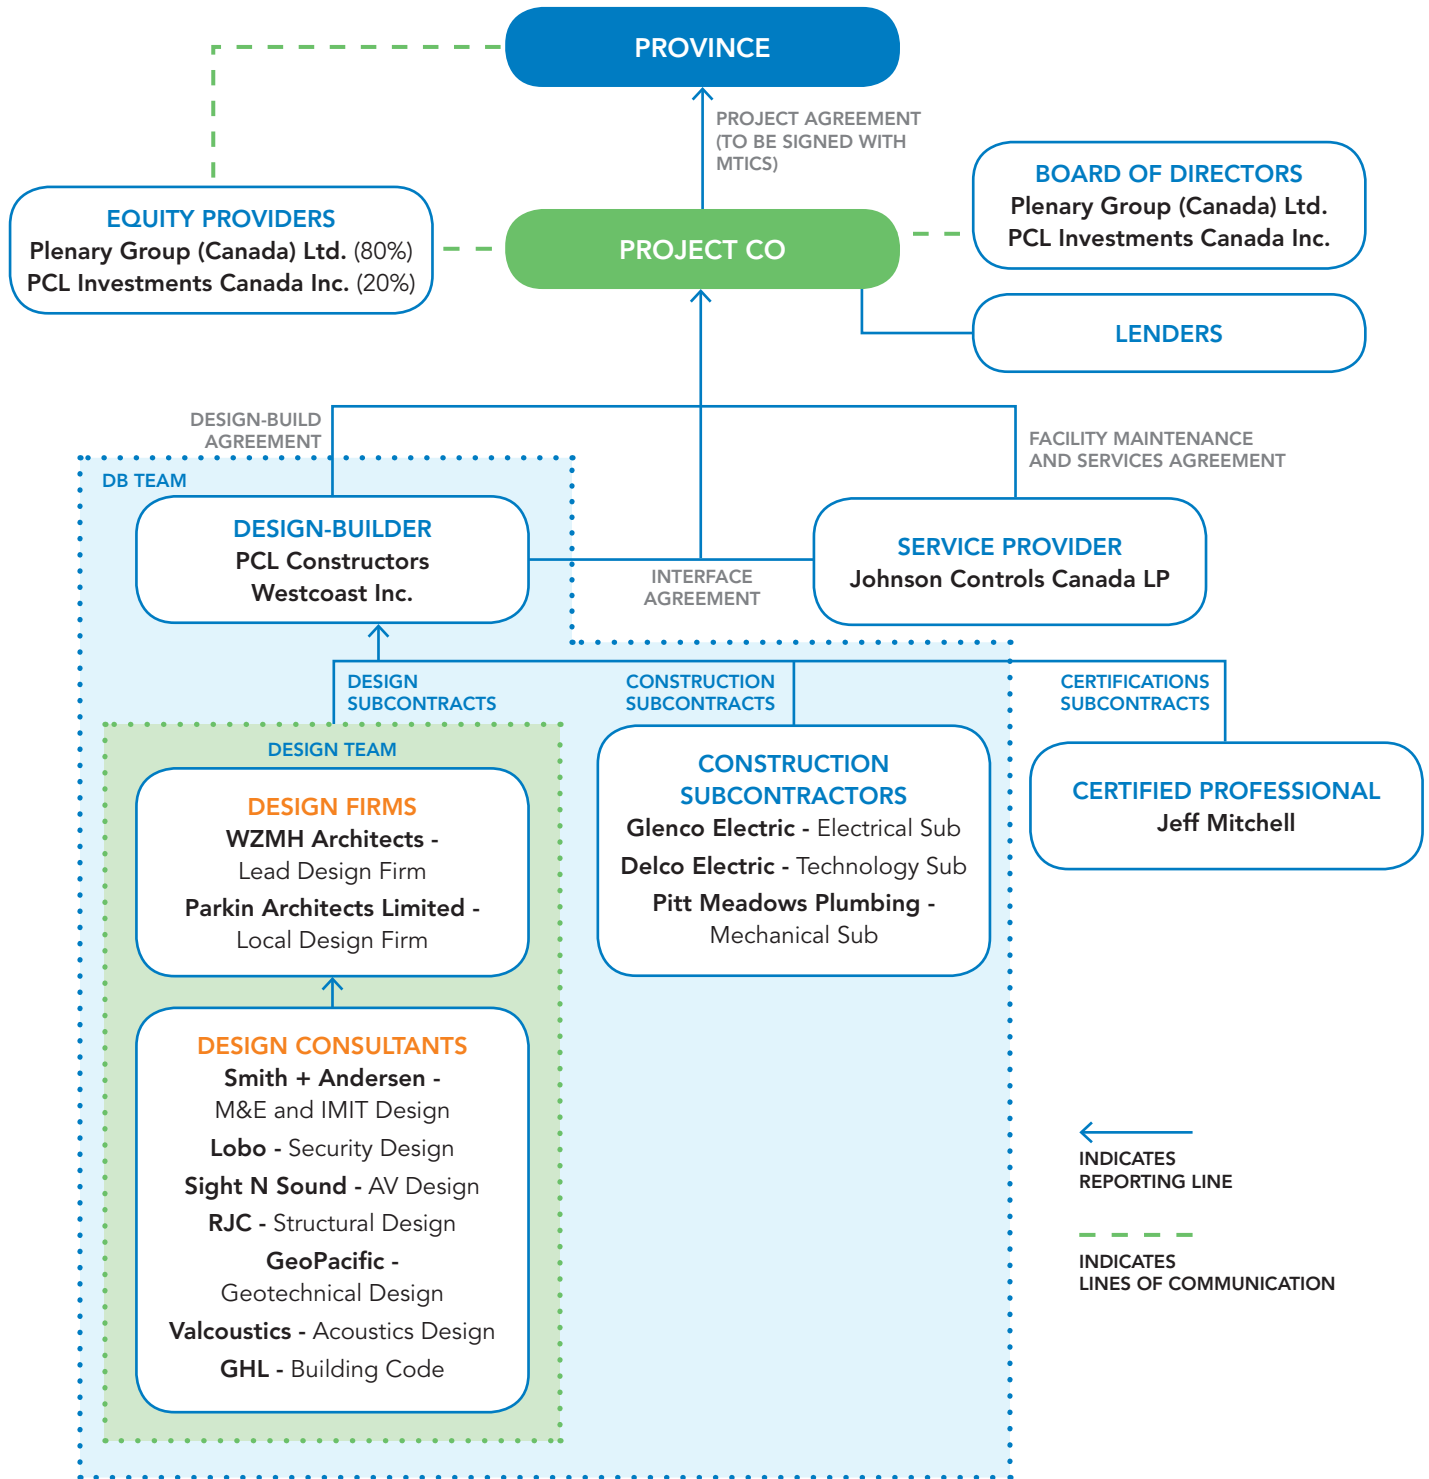 PROVINCE
PROJECT AGREEMENT
(TO BE SIGNED WITH
MTICS)
EQUITY PROVIDERS
Plenary Group (Canada) Ltd. (80%)
PCL Investments Canada Inc. (20%)
PROJECT CO
BOARD OF DIRECTORS
Plenary Group (Canada) Ltd.
PCL Investments Canada Inc.
LENDERS
DESIGN-BUILD
AGREEMENT
FACILITY MAINTENANCE
AND SERVICES AGREEMENT
DB TEAM
DESIGN-BUILDER
PCL Constructors
Westcoast Inc.
INTERFACE
AGREEMENT
SERVICE PROVIDER
Johnson Controls Canada LP
DESIGN
SUBCONTRACTS
CONSTRUCTION
SUBCONTRACTS
CERTIFICATIONS
SUBCONTRACTS
DESIGN TEAM
DESIGN FIRMS
WZMH Architects -
Lead Design Firm
Parkin Architects Limited -
Local Design Firm
CONSTRUCTION
SUBCONTRACTORS
Glenco Electric - Electrical Sub
Delco Electric - Technology Sub
Pitt Meadows Plumbing -
Mechanical Sub
CERTIFIED PROFESSIONAL
Jeff Mitchell
DESIGN CONSULTANTS
Smith + Andersen -
M&E and IMIT Design
Lobo - Security Design
Sight N Sound - AV Design
RJC - Structural Design
GeoPacific -
Geotechnical Design
Valcoustics - Acoustics Design
GHL - Building Code
INDICATES
REPORTING LINE
INDICATES
LINES OF COMMUNICATION